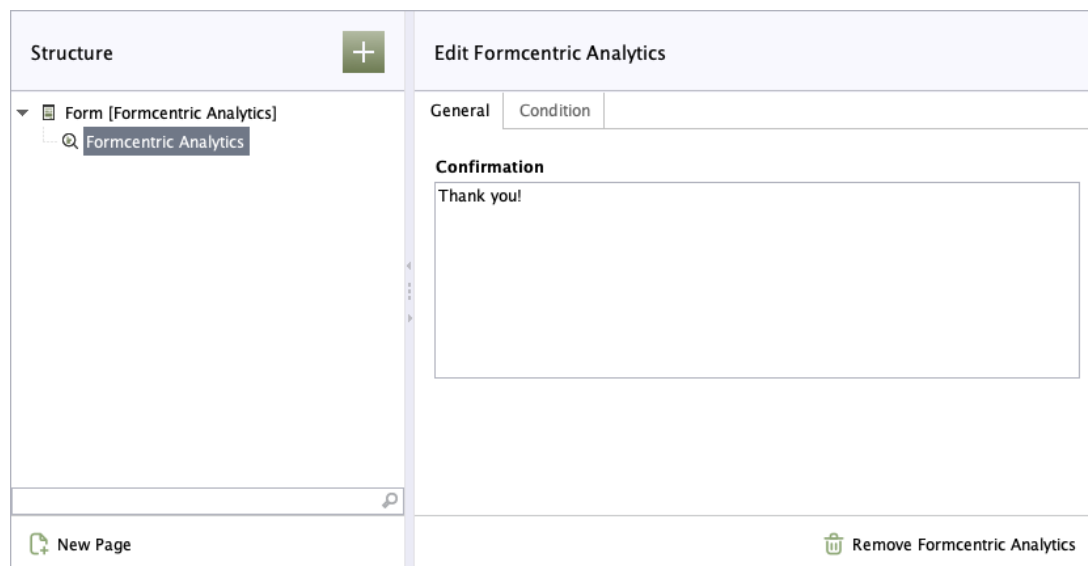 Structure
Form [Formcentric Analytics]
Formcentric Analytics
New Page
Edit Formcentric Analytics
General Condition
Confirmation
Thank you!
Remove Formcentric Analytics